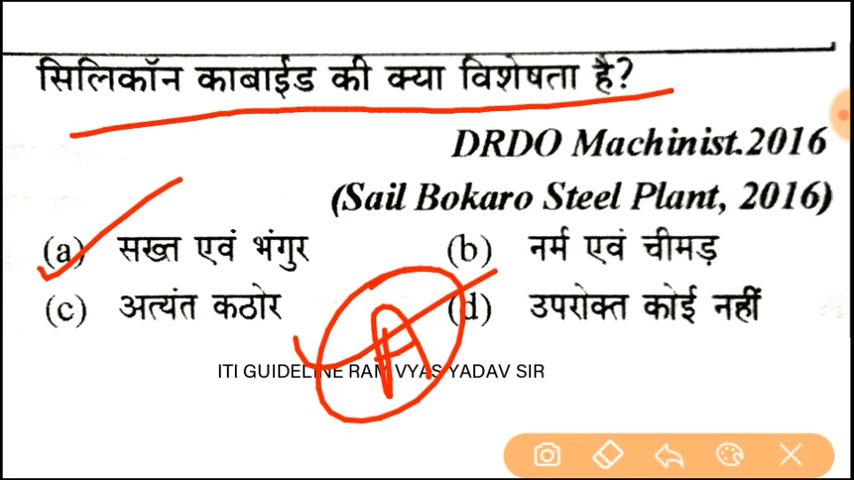 सिलिकॉन काबाईड की क्या विशेषता है?
DRDO Machinist.2016
(Sail Bokaro Steel Plant, 2016)
(a) सख्त एवं भंगुर (b) नर्म एवं चीमड़
(c) अत्यंत कठोर (d) उपरोक्त कोई नहीं
A
ITI GUIDELINE RAM VYAS YADAV SIR